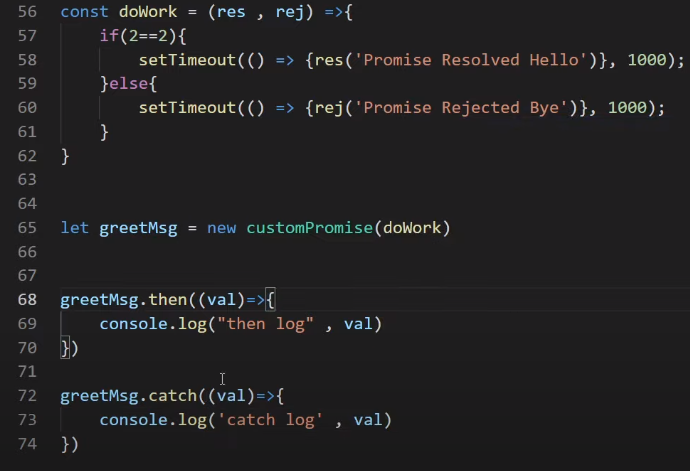 56 const doWork = (res , rej) =>{
57 if(2==2){
58 setTimeout(() => {res('Promise Resolved Hello')}, 1000);
59 }else{
60 setTimeout(() => {rej('Promise Rejected Bye')}, 1000);
61 }
62 }
63
64
65 let greetMsg = new customPromise(doWork)
66
67
68 greetMsg.then((val)=>{
69 console.log("then log" , val)
70 })
71
72 greetMsg.catch((val)=>{
73 console.log('catch log' , val)
74 })